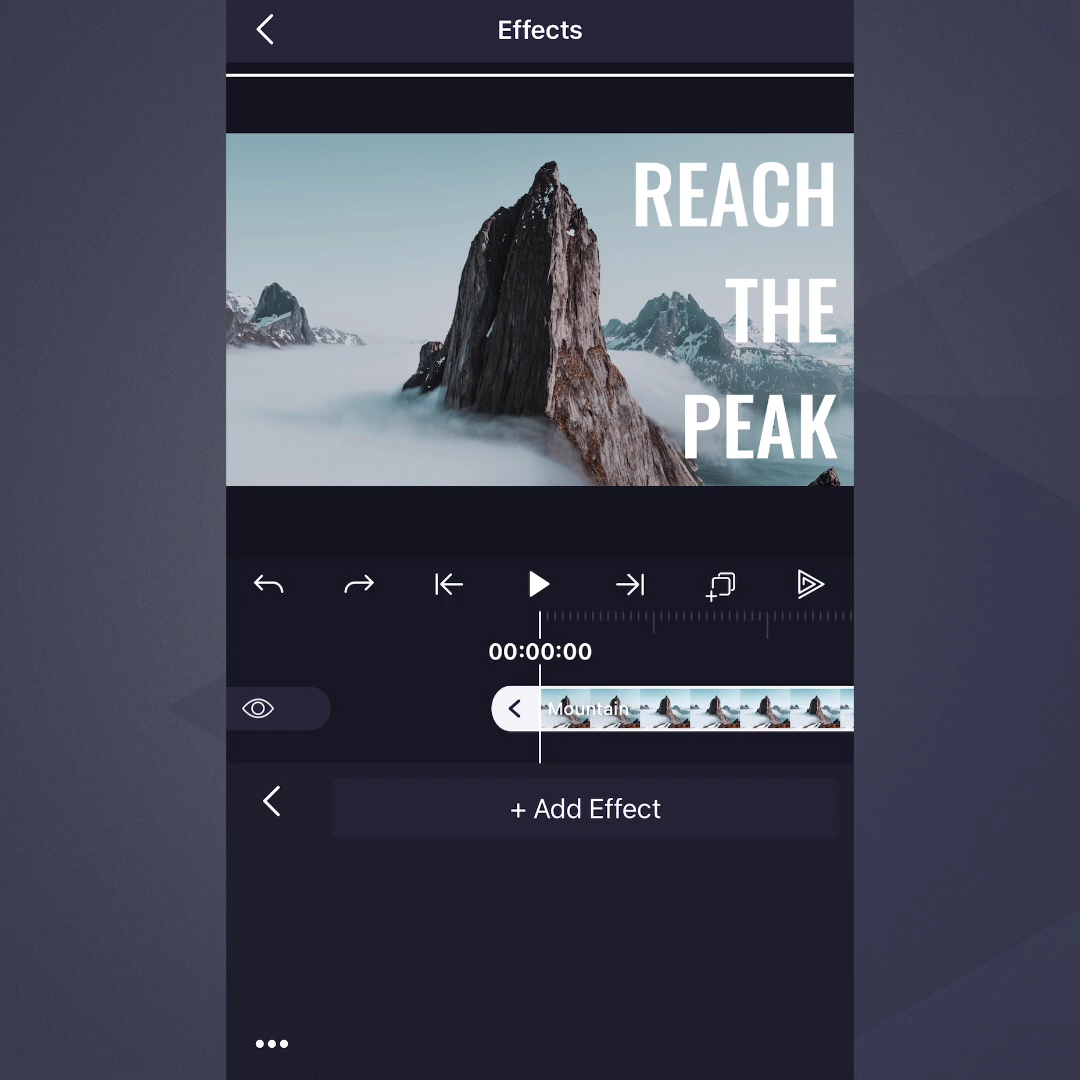 Effects
REACH
THE
PEAK
00:00:00
Mountain
+ Add Effect